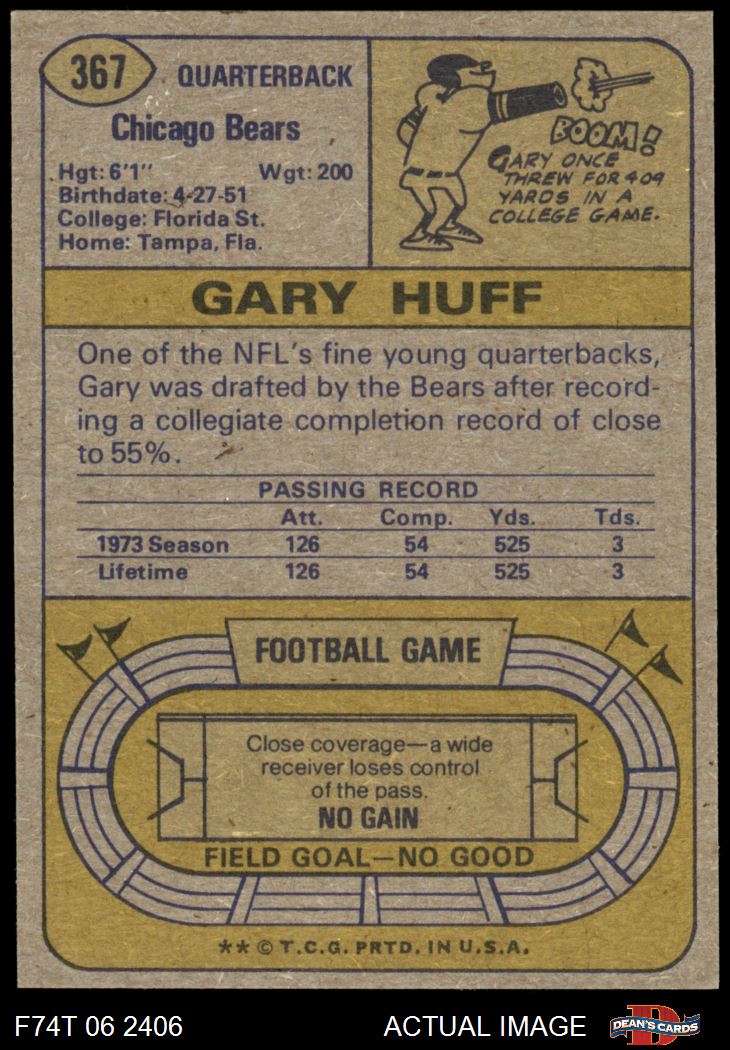 367
QUARTERBACK
Chicago Bears
Hgt: 6'1" Wgt: 200
Birthdate: 4-27-51
College: Florida St.
Home: Tampa, Fla.
BOOM!
GARY ONCE
THREW FOR 409
YARDS IN A
COLLEGE GAME.
GARY HUFF
One of the NFL's fine young quarterbacks,
Gary was drafted by the Bears after record-
ing a collegiate completion record of close
to 55%.
PASSING RECORD
Att. Comp. Yds. Tds.
1973 Season 126 54 525 3
Lifetime 126 54 525 3
FOOTBALL GAME
Close coverage—a wide
receiver loses control
of the pass.
NO GAIN
FIELD GOAL—NO GOOD
** © T.C.G. PRTD. IN U.S.A.
F74T 06 2406 ACTUAL IMAGE
D
DEAN'S CARDS